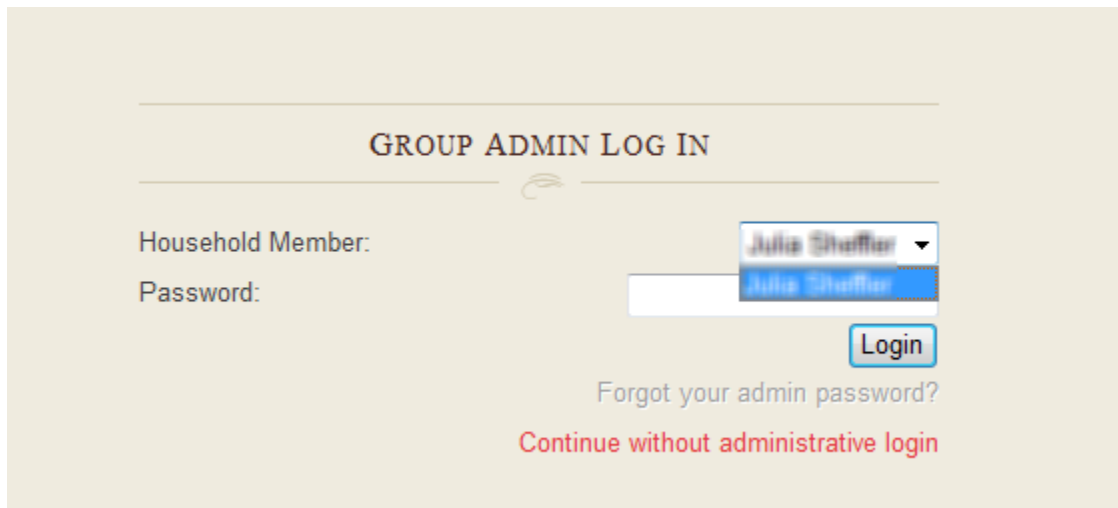 GROUP ADMIN LOG IN
Household Member:
Password:
Login
Forgot your admin password?
Continue without administrative login